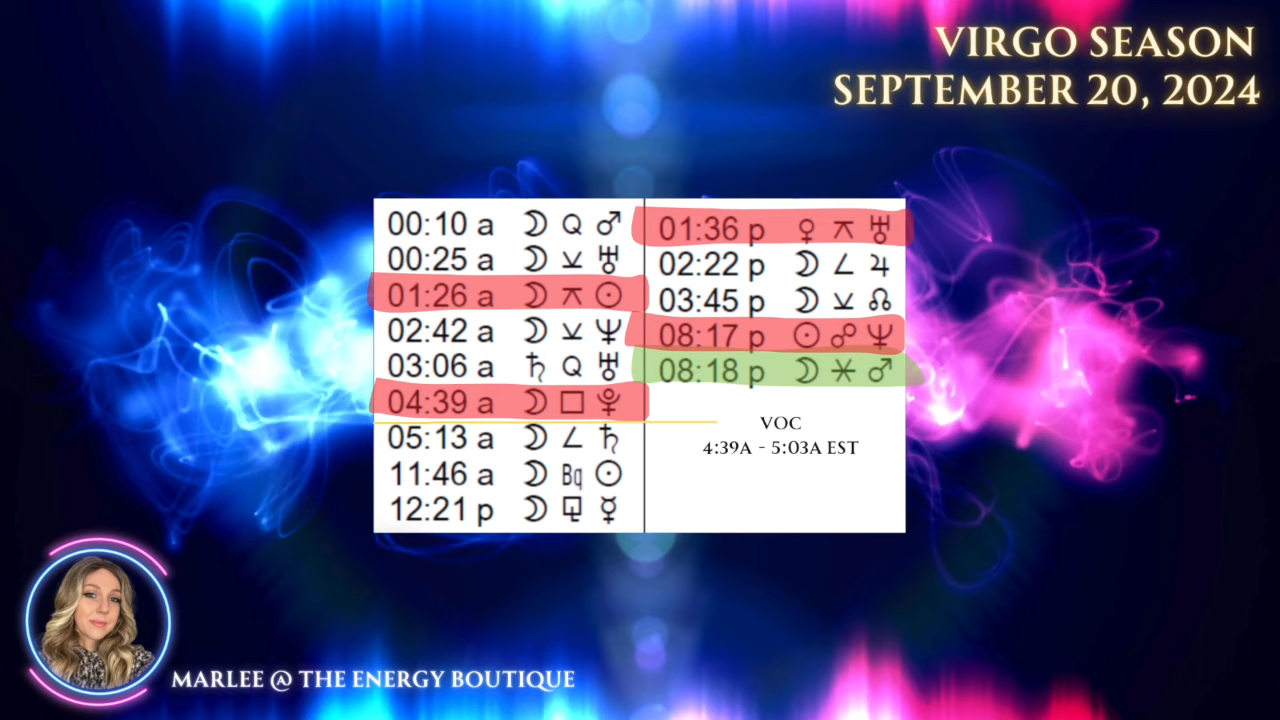 VIRGO SEASON
SEPTEMBER 20, 2024
00:10 a ☽ Q ♂
00:25 a ☽ ⚺ ♅
01:26 a ☽ ⚻ ☉
02:42 a ☽ ⚺ ♆
03:06 a ♄ Q ♅
04:39 a ☽ □ ♇
05:13 a ☽ ∠ ♄
11:46 a ☽ Bq ☉
12:21 p ☽ ⚼ ☿
01:36 p ♀ ⚻ ♅
02:22 p ☽ ∠ ♃
03:45 p ☽ ⚺ ☊
08:17 p ☉ ☍ ♆
08:18 p ☽ ⚹ ♂
VOC
4:39A - 5:03A EST
MARLEE @ THE ENERGY BOUTIQUE